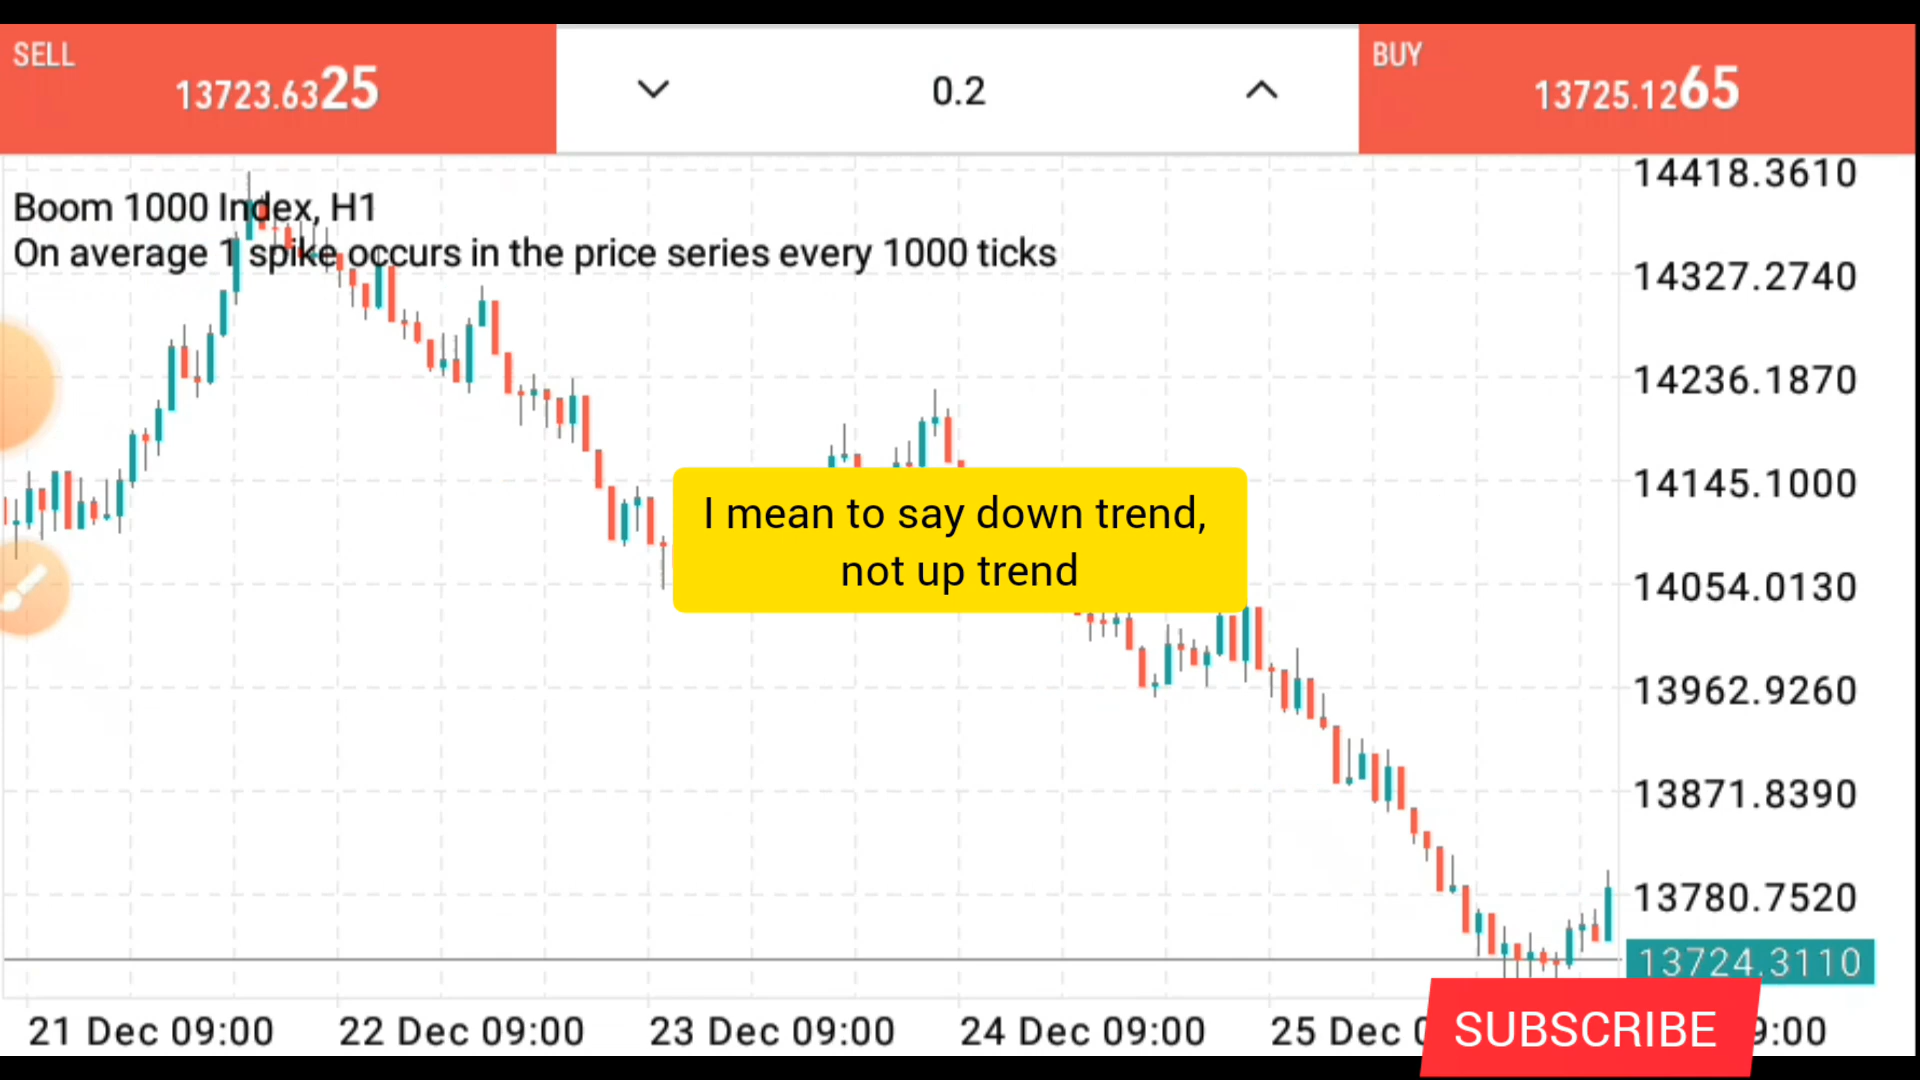 SELL
13723.6325
0.2
BUY
13725.1265
14418.3610
Boom 1000 Index, H1
On average 1 spike occurs in the price series every 1000 ticks
14327.2740
14236.1870
14145.1000
I mean to say down trend,
not up trend
14054.0130
13962.9260
13871.8390
13780.7520
13724.3110
21 Dec 09:00
22 Dec 09:00
23 Dec 09:00
24 Dec 09:00
25 Dec
SUBSCRIBE
9:00